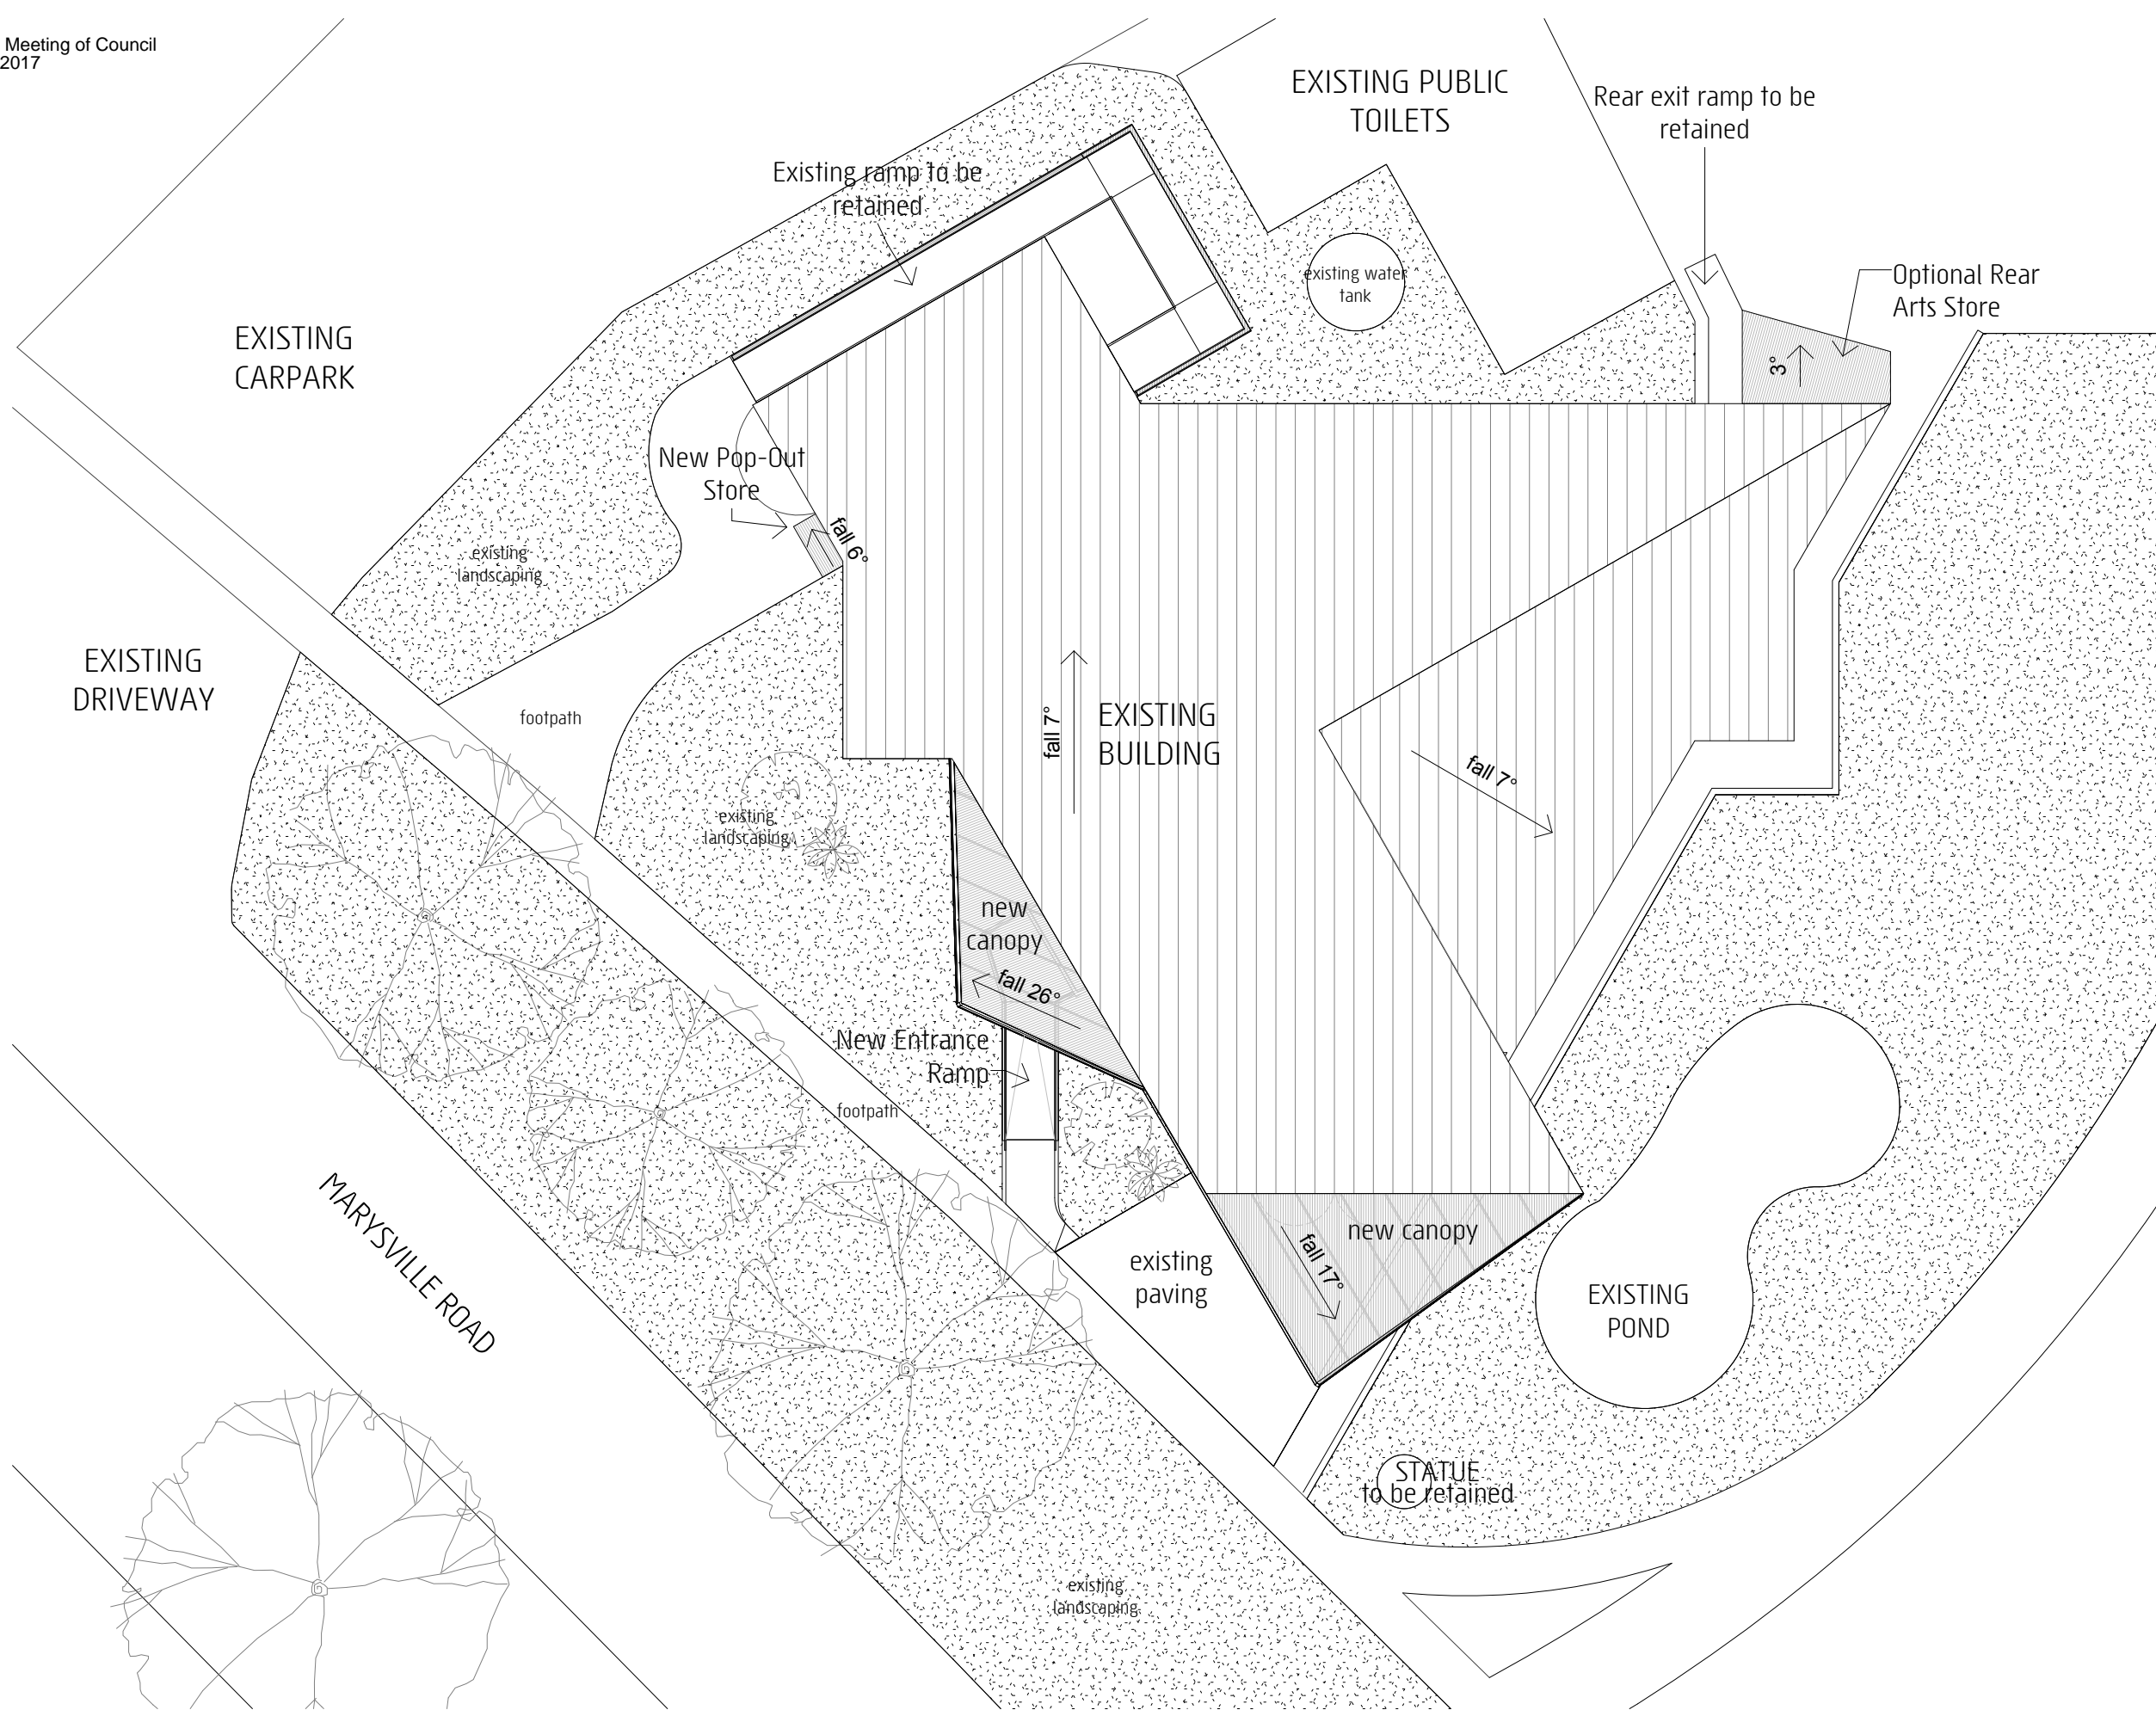 Meeting of Council
2017
EXISTING PUBLIC
TOILETS
Rear exit ramp to be
retained
Existing ramp to be
retained
existing water
tank
Optional Rear
Arts Store
3°
EXISTING
CARPARK
New Pop-Out
Store
fall 6°
existing
landscaping
EXISTING
DRIVEWAY
footpath
fall 7°
EXISTING
BUILDING
fall 7°
existing
landscaping
new
canopy
fall 26°
New Entrance
Ramp
footpath
MARYSVILLE ROAD
existing
paving
new canopy
fall 17°
EXISTING
POND
STATUE
to be retained
existing
landscaping